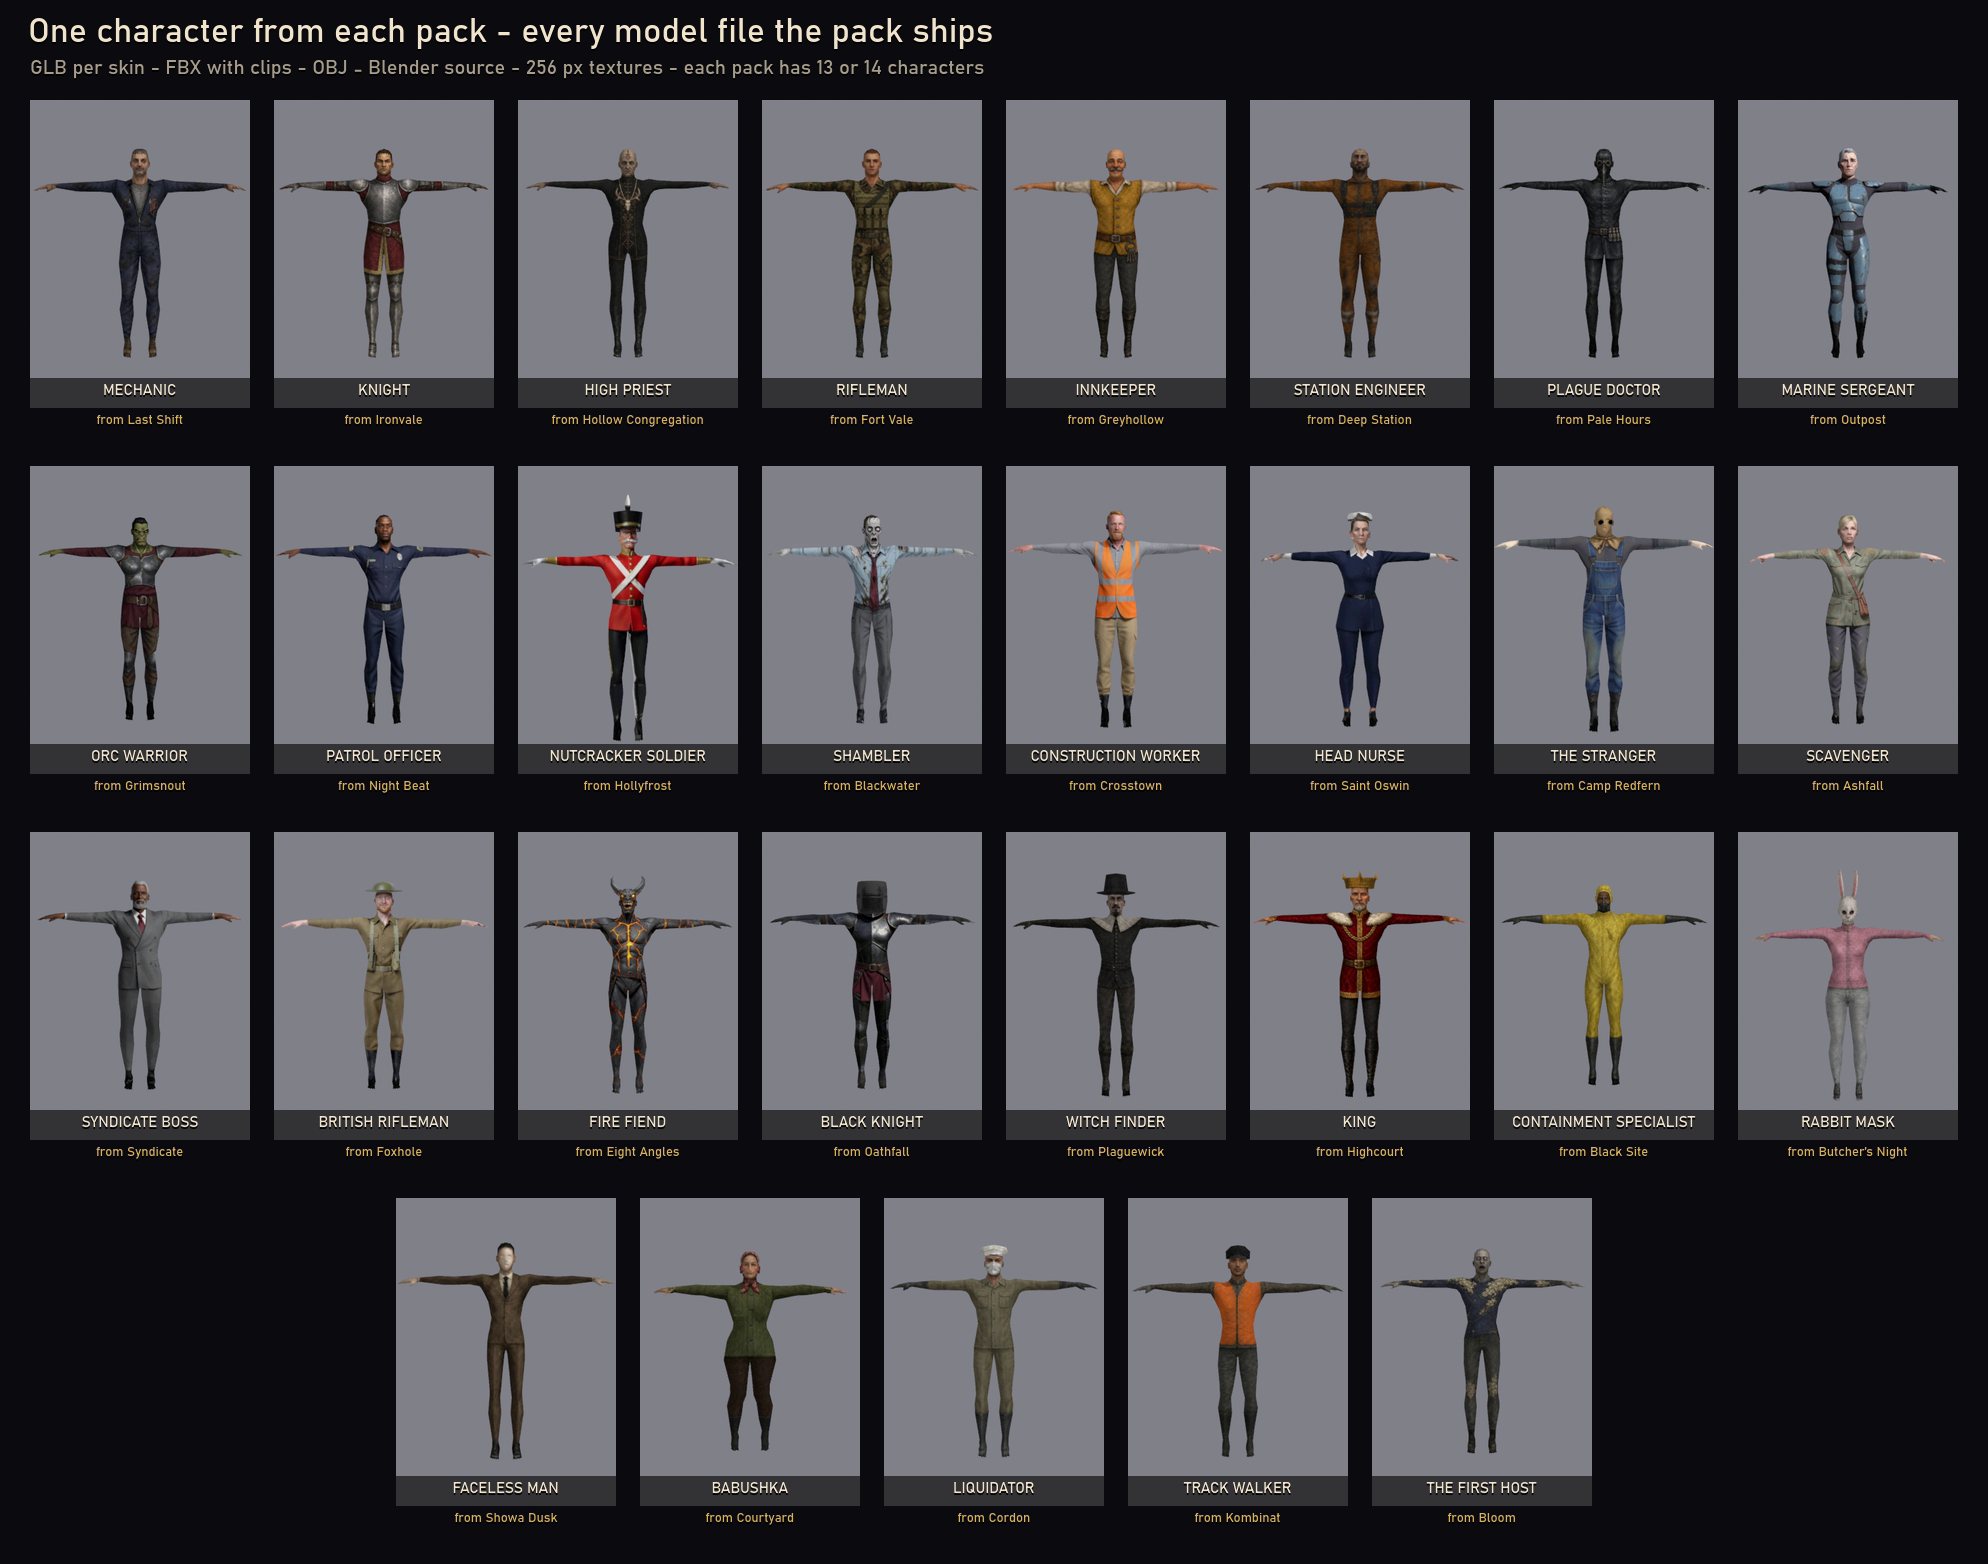 One character from each pack - every model file the pack ships
GLB per skin - FBX with clips - OBJ - Blender source - 256 px textures - each pack has 13 or 14 characters
MECHANIC
from Last Shift
KNIGHT
from Ironvale
HIGH PRIEST
from Hollow Congregation
RIFLEMAN
from Fort Vale
INNKEEPER
from Greyhollow
STATION ENGINEER
from Deep Station
PLAGUE DOCTOR
from Pale Hours
MARINE SERGEANT
from Outpost
ORC WARRIOR
from Grimsnout
PATROL OFFICER
from Night Beat
NUTCRACKER SOLDIER
from Hollyfrost
SHAMBLER
from Blackwater
CONSTRUCTION WORKER
from Crosstown
HEAD NURSE
from Saint Oswin
THE STRANGER
from Camp Redfern
SCAVENGER
from Ashfall
SYNDICATE BOSS
from Syndicate
BRITISH RIFLEMAN
from Foxhole
FIRE FIEND
from Eight Angles
BLACK KNIGHT
from Oathfall
WITCH FINDER
from Plaguewick
KING
from Highcourt
CONTAINMENT SPECIALIST
from Black Site
RABBIT MASK
from Butcher's Night
FACELESS MAN
from Showa Dusk
BABUSHKA
from Courtyard
LIQUIDATOR
from Cordon
TRACK WALKER
from Kombinat
THE FIRST HOST
from Bloom